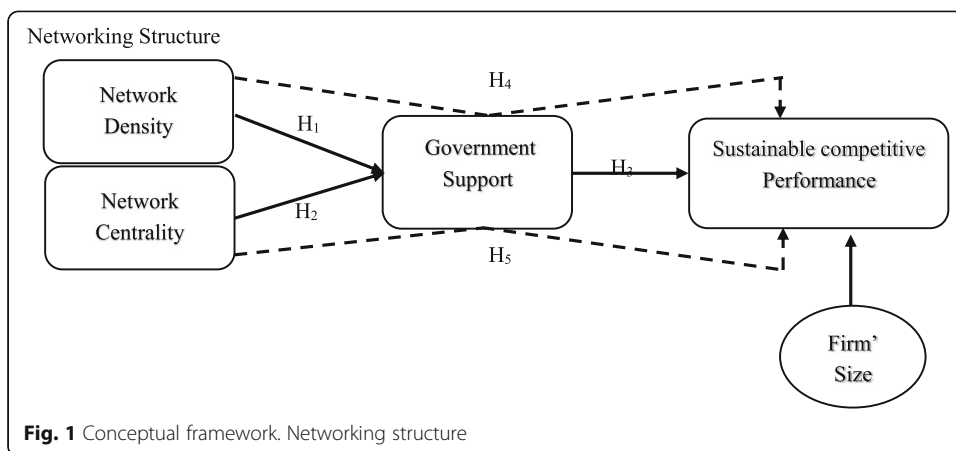 Networking Structure
Network
Density
Network
Centrality
H1
H2
Government
Support
H3
H4
H5
Sustainable competitive
Performance
Firm'
Size
Fig. 1 Conceptual framework. Networking structure